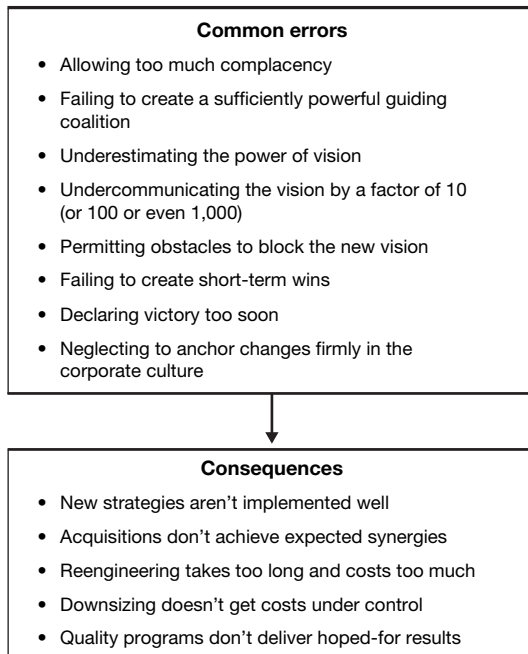 Common errors
• Allowing too much complacency
• Failing to create a sufficiently powerful guiding
coalition
• Underestimating the power of vision
• Undercommunicating the vision by a factor of 10
(or 100 or even 1,000)
• Permitting obstacles to block the new vision
• Failing to create short-term wins
• Declaring victory too soon
• Neglecting to anchor changes firmly in the
corporate culture
Consequences
• New strategies aren’t implemented well
• Acquisitions don’t achieve expected synergies
• Reengineering takes too long and costs too much
• Downsizing doesn’t get costs under control
• Quality programs don’t deliver hoped-for results